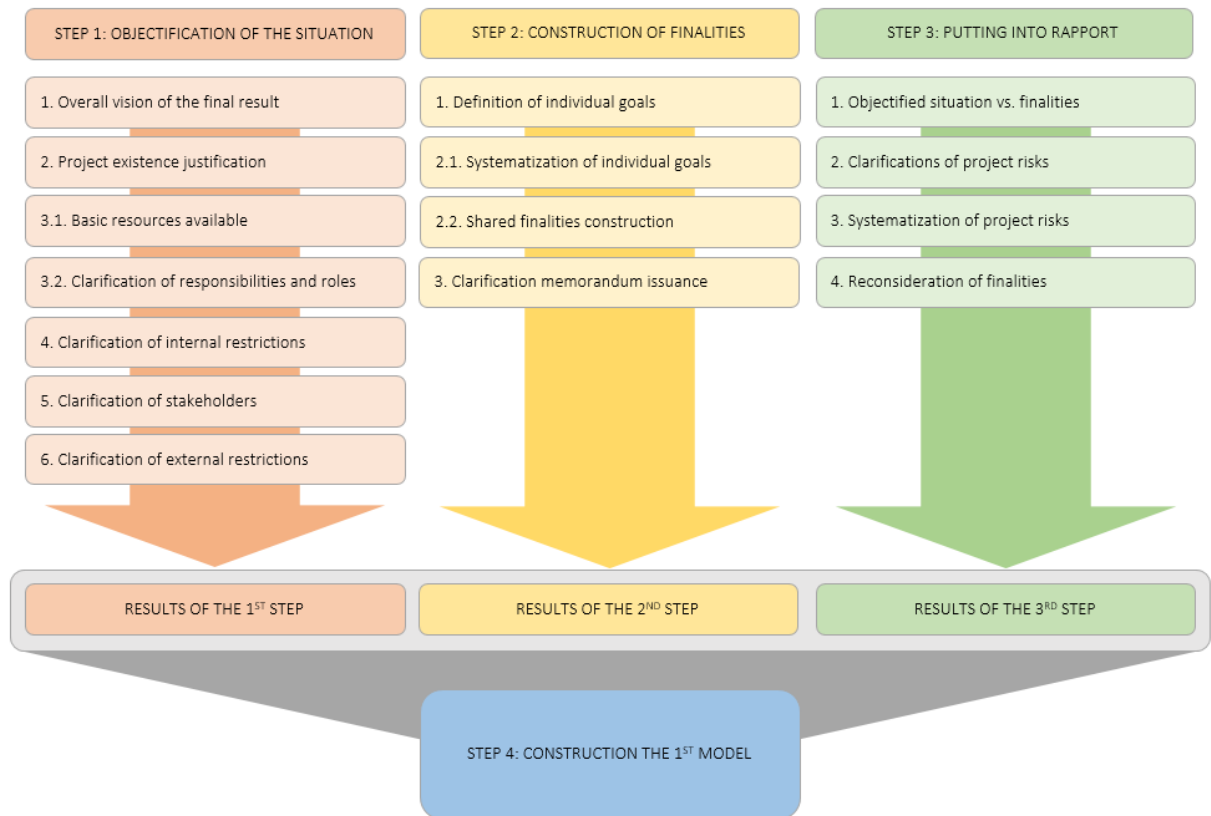 STEP 1: OBJECTIFICATION OF THE SITUATION
1. Overall vision of the final result
2. Project existence justification
3.1. Basic resources available
3.2. Clarification of responsibilities and roles
4. Clarification of internal restrictions
5. Clarification of stakeholders
6. Clarification of external restrictions
STEP 2: CONSTRUCTION OF FINALITIES
1. Definition of individual goals
2.1. Systematization of individual goals
2.2. Shared finalities construction
3. Clarification memorandum issuance
STEP 3: PUTTING INTO RAPPORT
1. Objectified situation vs. finalities
2. Clarifications of project risks
3. Systematization of project risks
4. Reconsideration of finalities
RESULTS OF THE 1ST STEP
RESULTS OF THE 2ND STEP
RESULTS OF THE 3RD STEP
STEP 4: CONSTRUCTION THE 1ST MODEL